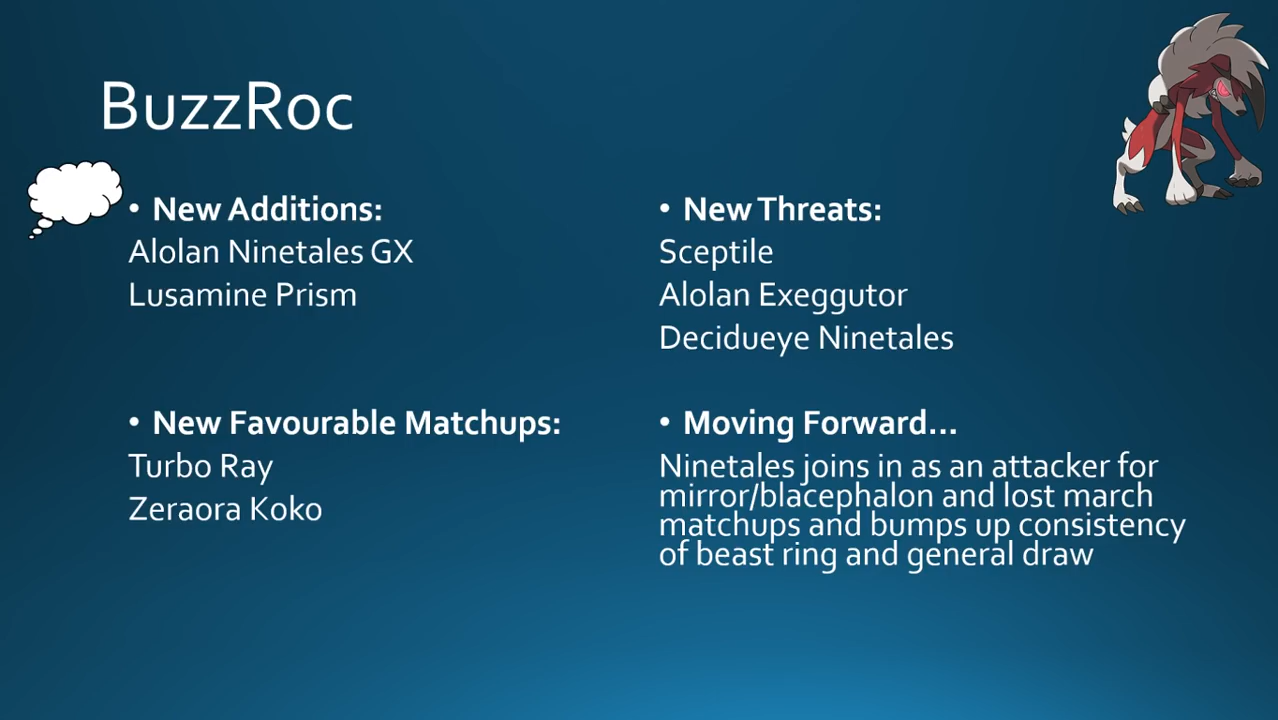 BuzzRoc
• New Additions:
Alolan Ninetales GX
Lusamine Prism
• New Favourable Matchups:
Turbo Ray
Zeraora Koko
• New Threats:
Sceptile
Alolan Exeggutor
Decidueye Ninetales
• Moving Forward...
Ninetales joins in as an attacker for
mirror/blacephalon and lost march
matchups and bumps up consistency
of beast ring and general draw